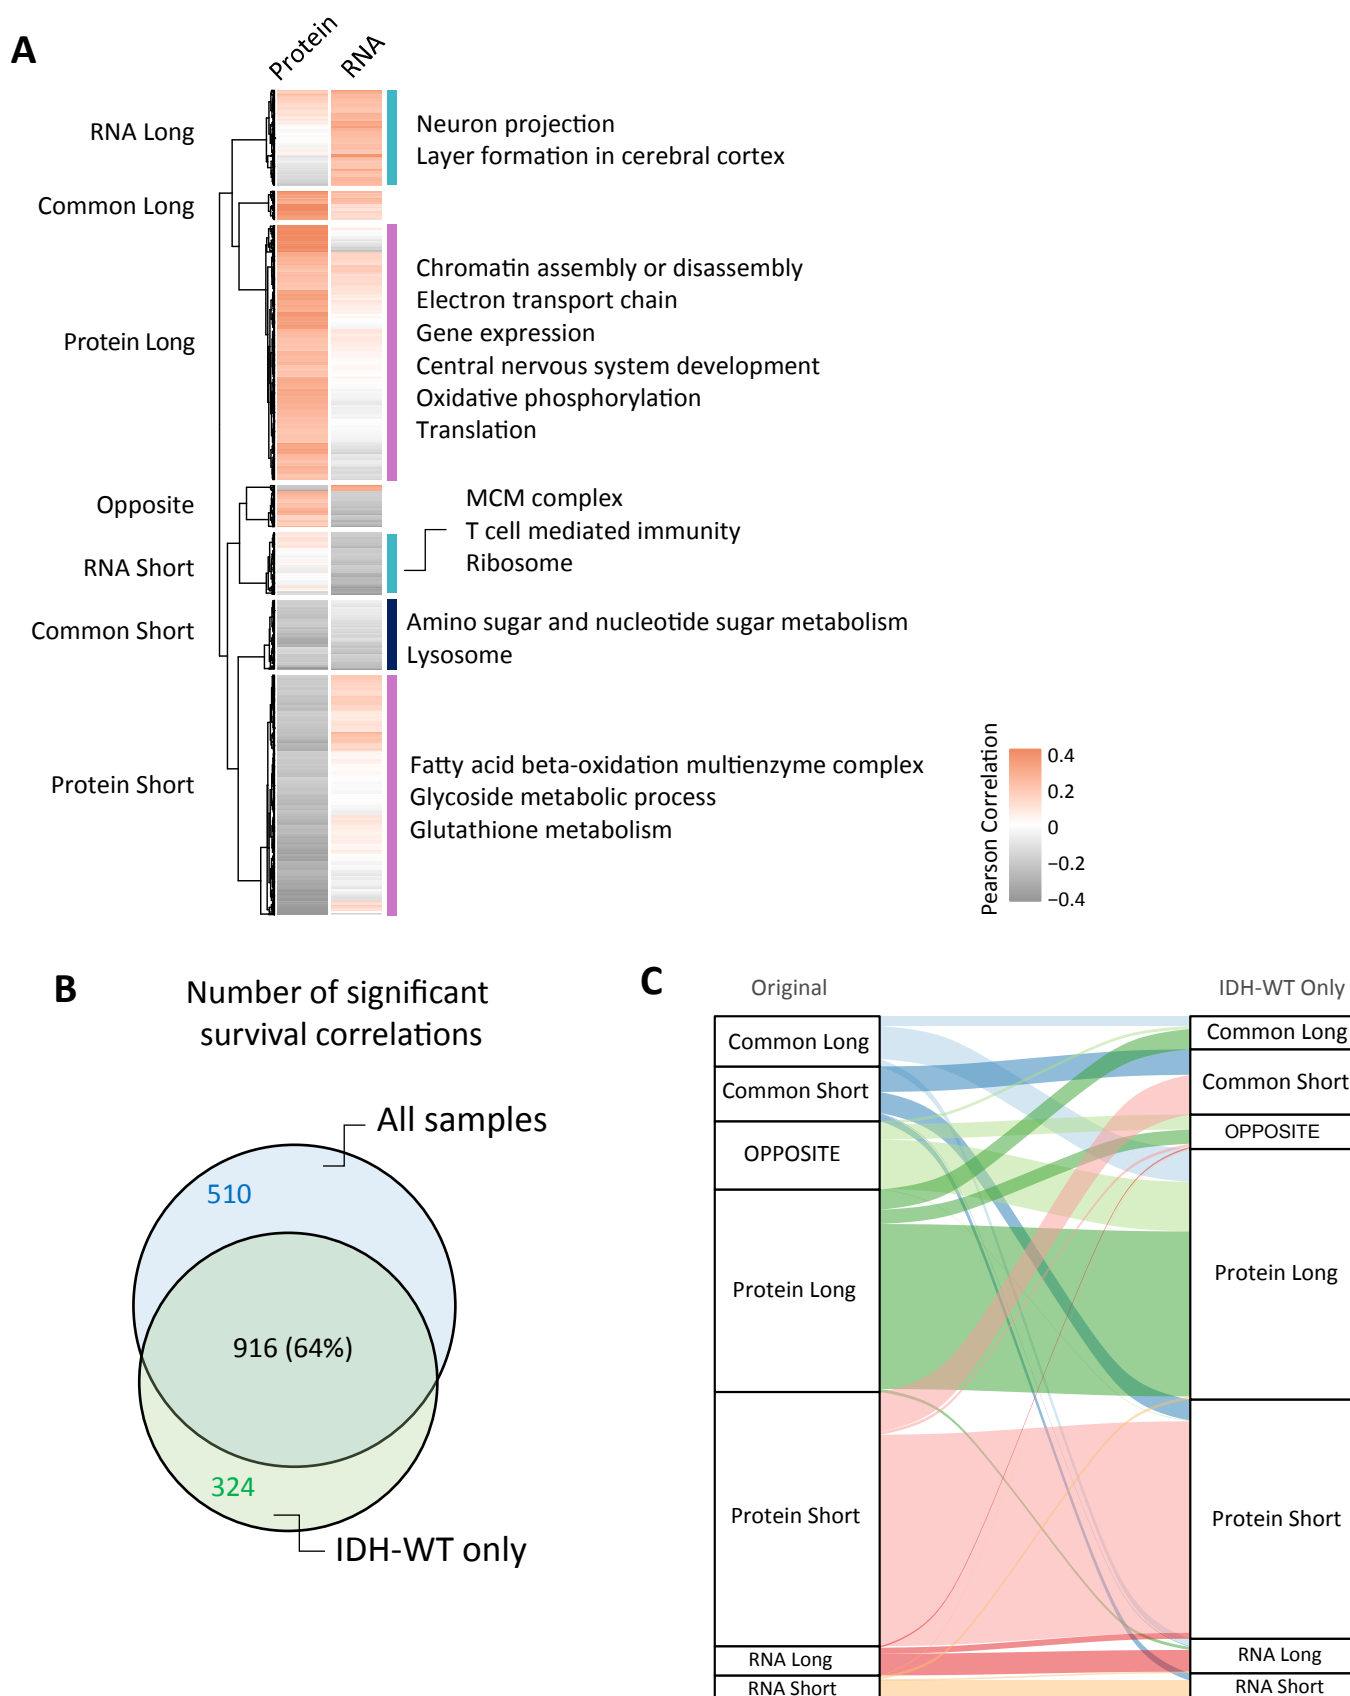 A
Protein
RNA
RNA Long
Neuron projection
Layer formation in cerebral cortex
Common Long
Protein Long
Chromatin assembly or disassembly
Electron transport chain
Gene expression
Central nervous system development
Oxidative phosphorylation
Translation
Opposite
MCM complex
T cell mediated immunity
Ribosome
RNA Short
Common Short
Amino sugar and nucleotide sugar metabolism
Lysosome
Protein Short
Fatty acid beta-oxidation multienzyme complex
Glycoside metabolic process
Glutathione metabolism
Pearson Correlation
0.4
0.2
0
−0.2
−0.4
B
Number of significant
survival correlations
All samples
510
916 (64%)
324
IDH-WT only
C
Original
IDH-WT Only
Common Long
Common Short
OPPOSITE
Protein Long
Protein Short
RNA Long
RNA Short
Common Long
Common Short
OPPOSITE
Protein Long
Protein Short
RNA Long
RNA Short